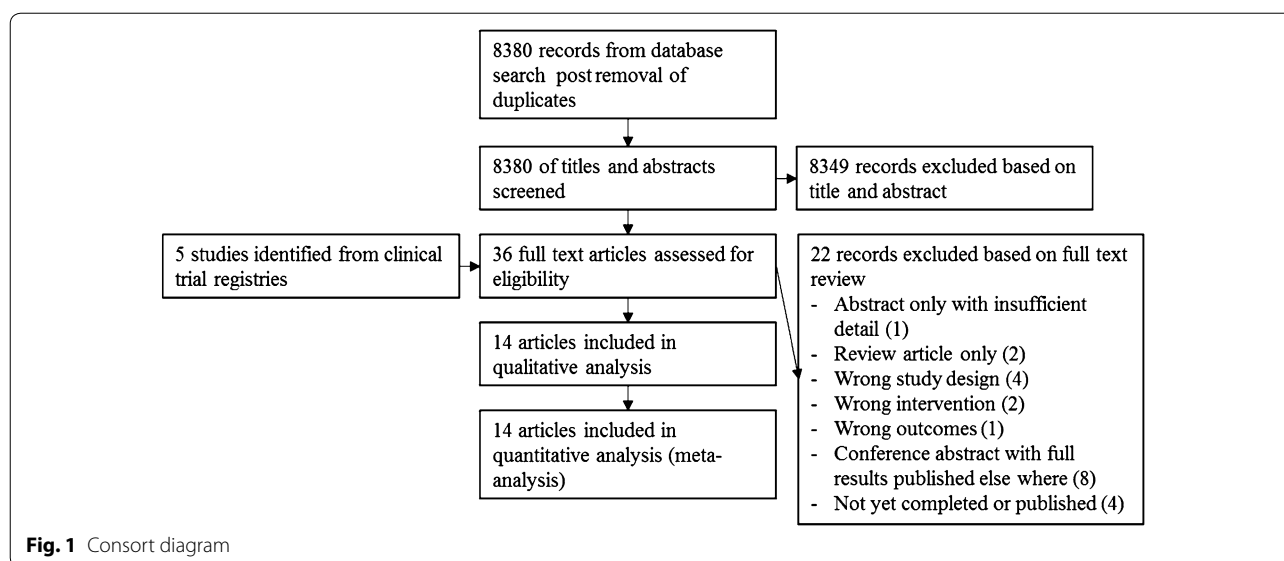 8380 records from database
search post removal of
duplicates
8380 of titles and abstracts
screened
8349 records excluded based on
title and abstract
5 studies identified from clinical
trial registries
36 full text articles assessed for
eligibility
22 records excluded based on full text
review
- Abstract only with insufficient
detail (1)
- Review article only (2)
- Wrong study design (4)
- Wrong intervention (2)
- Wrong outcomes (1)
- Conference abstract with full
results published else where (8)
- Not yet completed or published (4)
14 articles included in
qualitative analysis
14 articles included in
quantitative analysis (meta-
analysis)
Fig. 1 Consort diagram